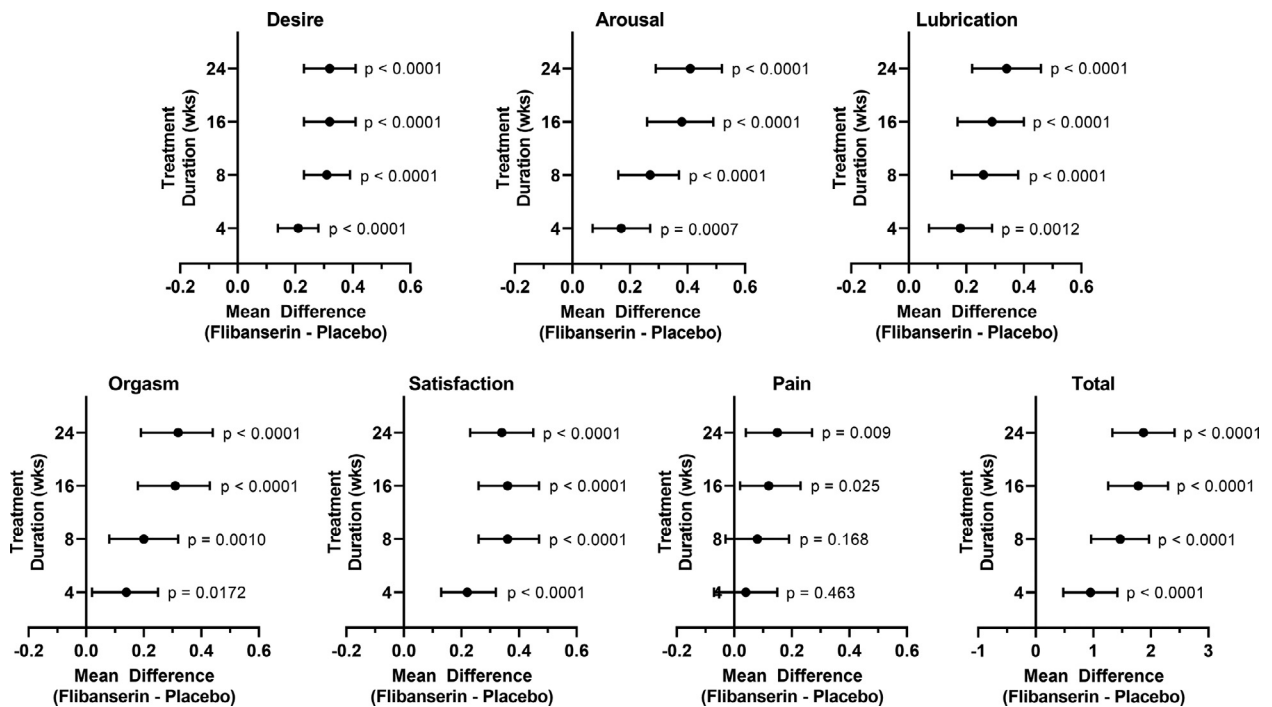 Desire
Treatment
Duration (wks)
24
p < 0.0001
16
p < 0.0001
8
p < 0.0001
4
p < 0.0001
-0.2 0.0 0.2 0.4 0.6
Mean Difference
(Flibanserin - Placebo)
Arousal
Treatment
Duration (wks)
24
p < 0.0001
16
p < 0.0001
8
p < 0.0001
4
p = 0.0007
-0.2 0.0 0.2 0.4 0.6
Mean Difference
(Flibanserin - Placebo)
Lubrication
Treatment
Duration (wks)
24
p < 0.0001
16
p < 0.0001
8
p < 0.0001
4
p = 0.0012
-0.2 0.0 0.2 0.4 0.6
Mean Difference
(Flibanserin - Placebo)
Orgasm
Treatment
Duration (wks)
24
p < 0.0001
16
p < 0.0001
8
p = 0.0010
4
p = 0.0172
-0.2 0.0 0.2 0.4 0.6
Mean Difference
(Flibanserin - Placebo)
Satisfaction
Treatment
Duration (wks)
24
p < 0.0001
16
p < 0.0001
8
p < 0.0001
4
p < 0.0001
-0.2 0.0 0.2 0.4 0.6
Mean Difference
(Flibanserin - Placebo)
Pain
Treatment
Duration (wks)
24
p = 0.009
16
p = 0.025
8
p = 0.168
4
p = 0.463
-0.2 0.0 0.2 0.4 0.6
Mean Difference
(Flibanserin - Placebo)
Total
Treatment
Duration (wks)
24
p < 0.0001
16
p < 0.0001
8
p < 0.0001
4
p < 0.0001
-1 0 1 2 3
Mean Difference
(Flibanserin - Placebo)